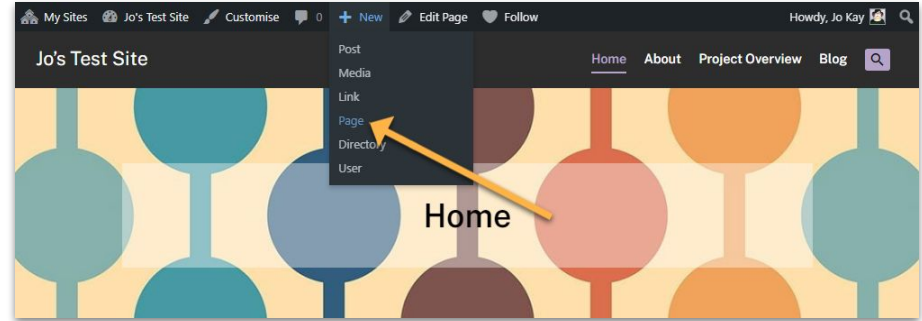 My Sites Jo's Test Site Customise 0 + New Edit Page Follow Howdy, Jo Kay
Jo's Test Site Home About Project Overview Blog
Post
Media
Link
Page
Directory
User
Home